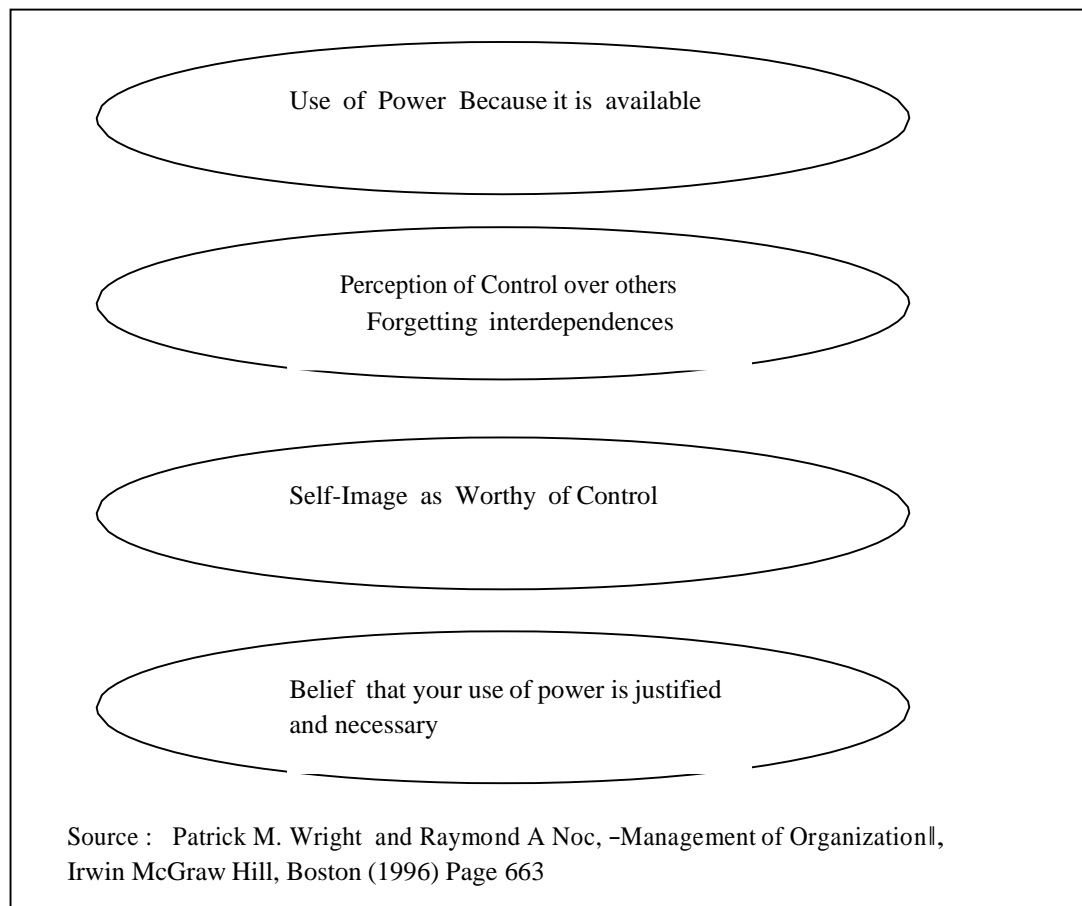 Use of Power Because it is available
Perception of Control over others
Forgetting interdependences
Self-Image as Worthy of Control
Belief that your use of power is justified
and necessary
Source : Patrick M. Wright and Raymond A Noc, –Management of Organization‖,
Irwin McGraw Hill, Boston (1996) Page 663